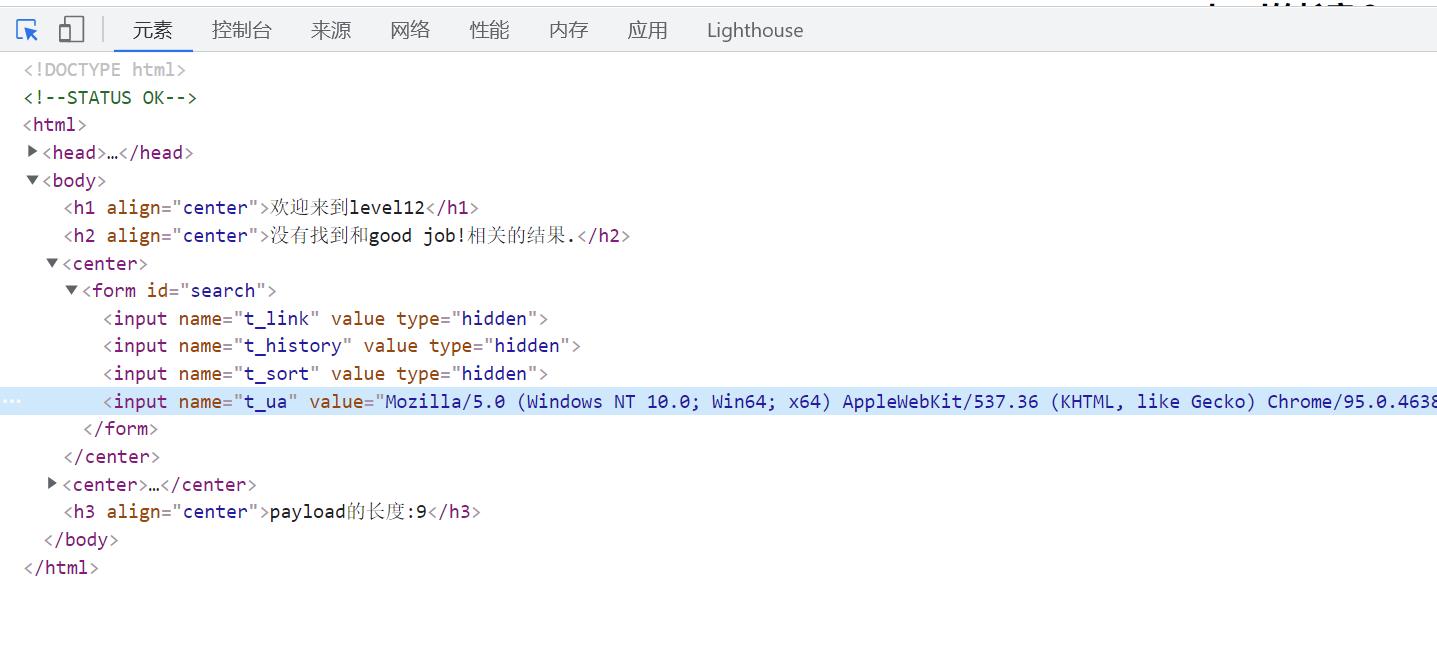 元素 控制台 来源 网络 性能 内存 应用 Lighthouse
<!DOCTYPE html>
<!--STATUS OK-->
<html>
<head>…</head>
<body>
<h1 align="center">欢迎来到level12</h1>
<h2 align="center">没有找到和good job!相关的结果.</h2>
<center>
<form id="search">
<input name="t_link" value type="hidden">
<input name="t_history" value type="hidden">
<input name="t_sort" value type="hidden">
<input name="t_ua" value="Mozilla/5.0 (Windows NT 10.0; Win64; x64) AppleWebKit/537.36 (KHTML, like Gecko) Chrome/95.0.4638
</form>
</center>
<center>…</center>
<h3 align="center">payload的长度:9</h3>
</body>
</html>